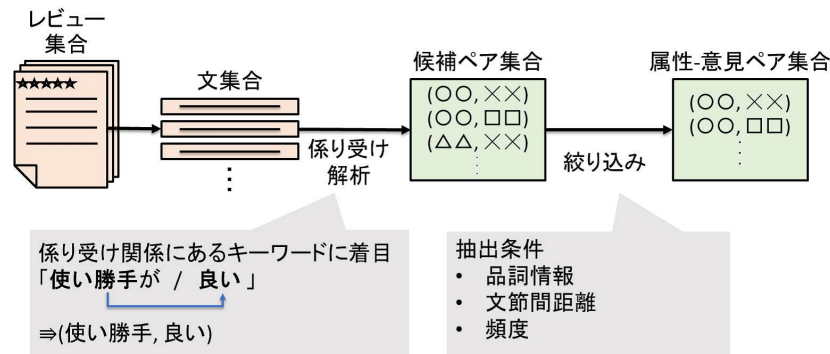 レビュー
集合
★★★★★
文集合
⋮
係り受け
解析
候補ペア集合
(〇〇, ××)
(〇〇, □□)
(△△, ××)
⋮
絞り込み
属性-意見ペア集合
(〇〇, ××)
(〇〇, □□)
⋮
係り受け関係にあるキーワードに着目
「使い勝手が / 良い 」
⇛(使い勝手, 良い)
抽出条件
• 品詞情報
• 文節間距離
• 頻度